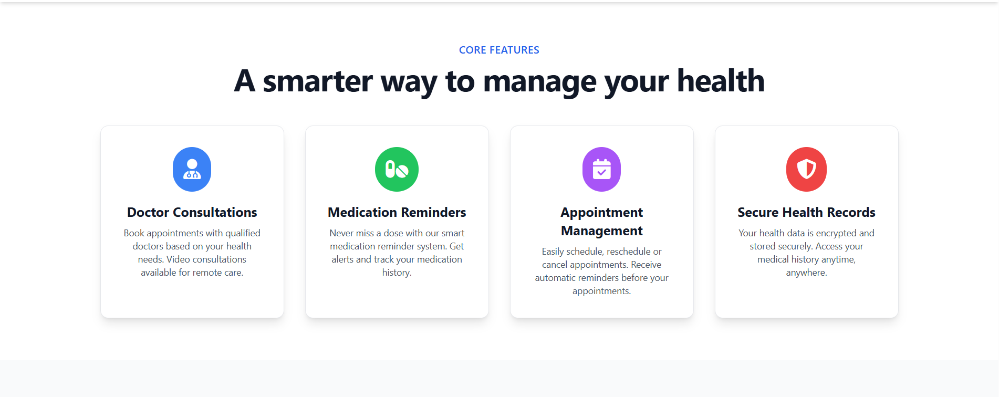 CORE FEATURES
A smarter way to manage your health
Doctor Consultations
Book appointments with qualified
doctors based on your health
needs. Video consultations
available for remote care.
Medication Reminders
Never miss a dose with our smart
medication reminder system. Get
alerts and track your medication
history.
Appointment
Management
Easily schedule, reschedule or
cancel appointments. Receive
automatic reminders before your
appointments.
Secure Health Records
Your health data is encrypted and
stored securely. Access your
medical history anytime,
anywhere.